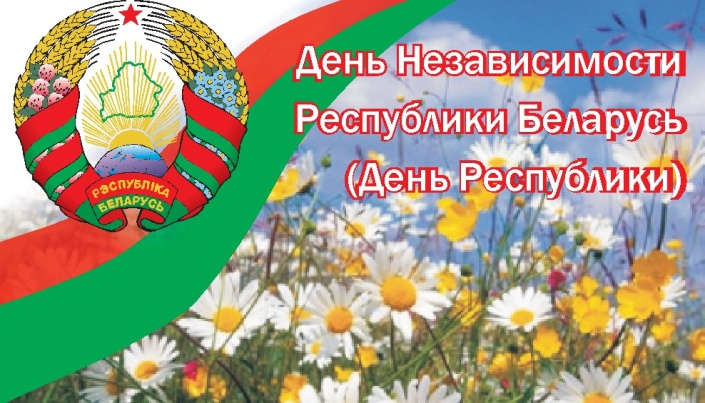 День Независимости
Республики Беларусь
(День Республики)
РЭСПУБЛІКА
БЕЛАРУСЬ